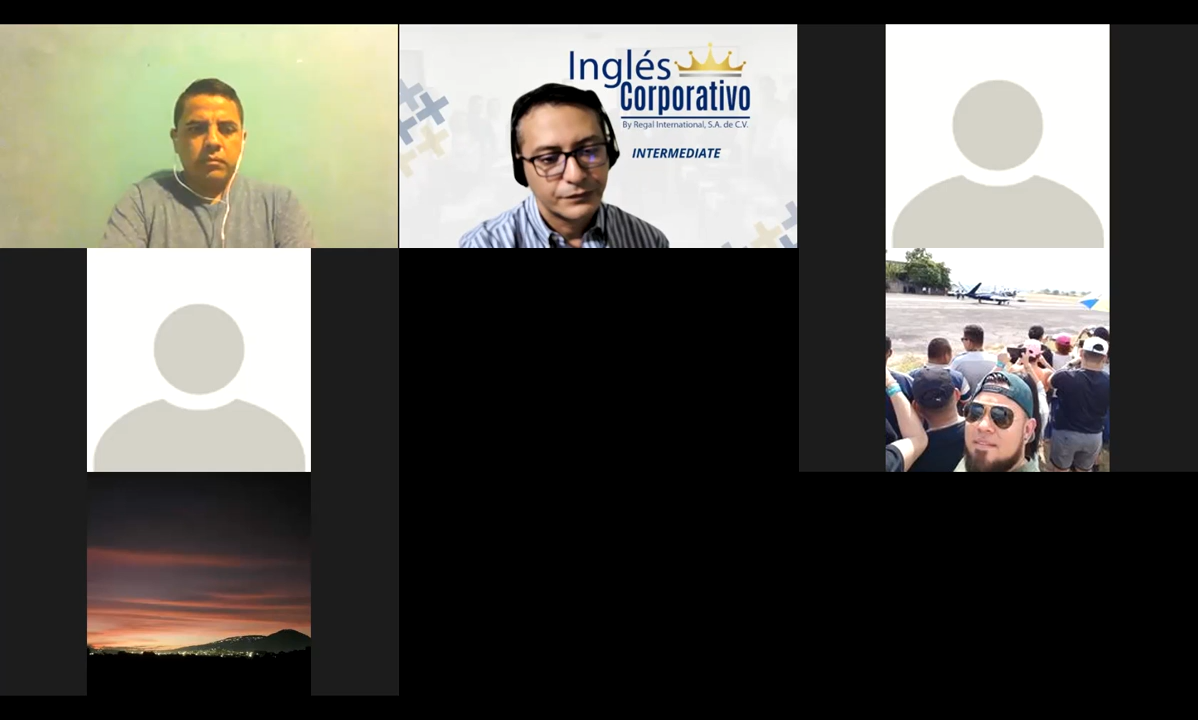 Inglés
Corporativo
By Regal International, S.A. de C.V.
INTERMEDIATE